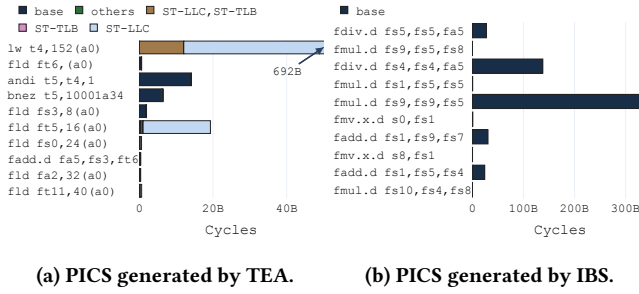 base others ST-LLC,ST-TLB
ST-TLB ST-LLC
lw t4,152(a0)
fld ft6,(a0)
andi t5,t4,1
bnez t5,10001a34
fld fs3,8(a0)
fld ft5,16(a0)
fld fs0,24(a0)
fadd.d fa5,fs3,ft6
fld fa2,32(a0)
fld ft11,40(a0)
692B
0 20B 40B
Cycles
(a) PICS generated by TEA.
base
fdiv.d fs5,fs5,fa5
fmul.d fs9,fs5,fs8
fdiv.d fs4,fs4,fa5
fmul.d fs1,fs5,fs5
fmul.d fs9,fs9,fs5
fmv.x.d s0,fs1
fadd.d fs1,fs9,fs7
fmv.x.d s8,fs1
fadd.d fs1,fs5,fs4
fmul.d fs10,fs4,fs8
0 100B 200B 300B
Cycles
(b) PICS generated by IBS.